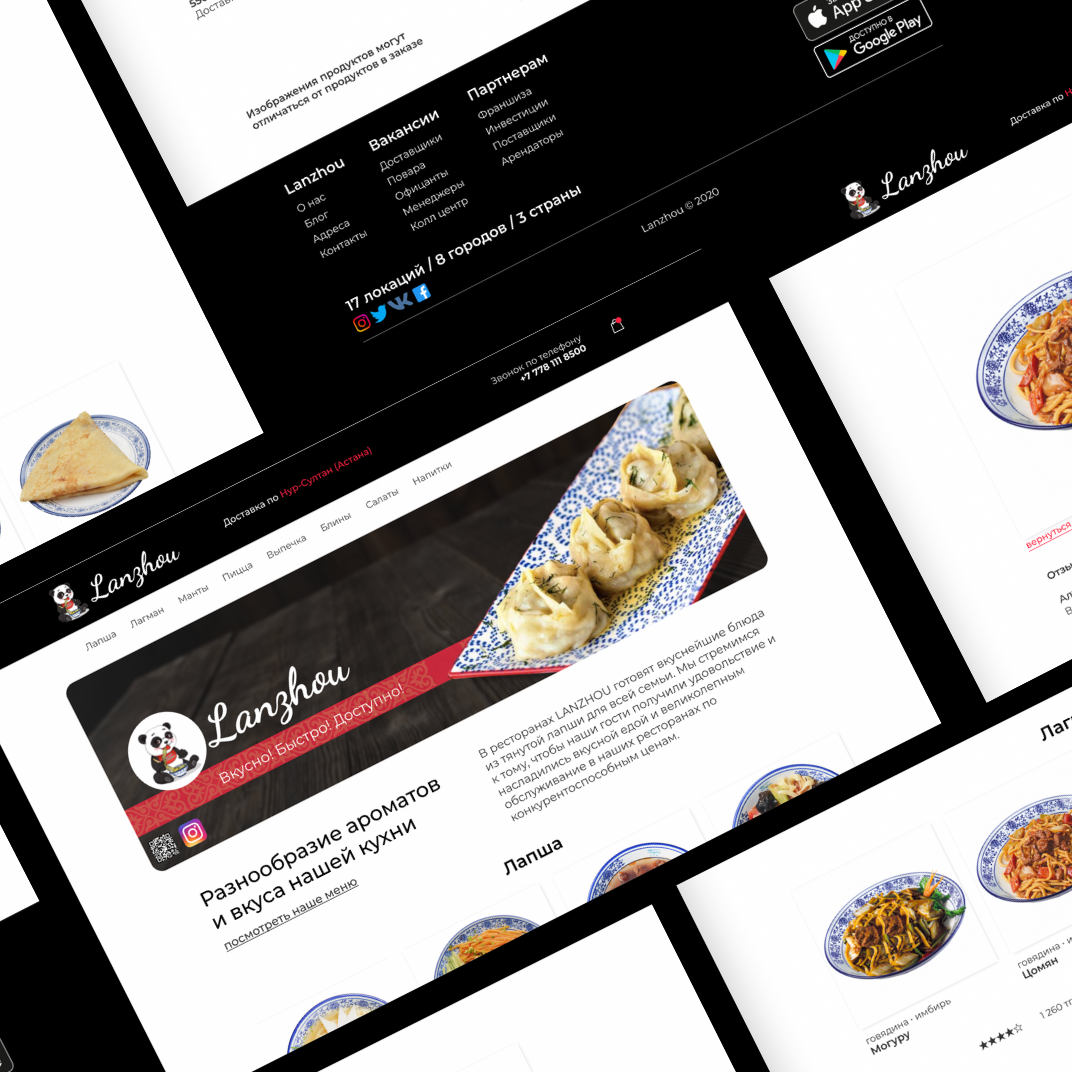 Доставка
Изображения продуктов могут
отличаться от продуктов в заказе
Lanzhou
О нас
Блог
Адреса
Контакты
Вакансии
Доставщики
Повара
Официанты
Менеджеры
Колл центр
Партнерам
Франшиза
Инвестиции
Поставщики
Арендаторы
App
ДОСТУПНО В
Google Play
17 локаций / 8 городов / 3 страны
Lanzhou © 2020
Доставка по
Lanzhou
Звонок по телефону
+7 778 111 8500
Доставка по Нур-Султан (Астана)
Lanzhou
Лапша
Лагман
Манты
Пицца
Выпечка
Блины
Салаты
Напитки
Lanzhou
Вкусно! Быстро! Доступно!
Разнообразие ароматов
и вкуса нашей кухни
посмотреть наше меню
В ресторанах LANZHOU готовят вкуснейшие блюда
из тянутой лапши для всей семьи. Мы стремимся
к тому, чтобы наши гости получили удовольствие и
насладились вкусной едой и великолепным
обслуживание в наших ресторанах по
конкурентоспособным ценам.
Лапша
вернуться
говядина · имбирь
Могуру
говядина · и
Цомян
1 260 тг